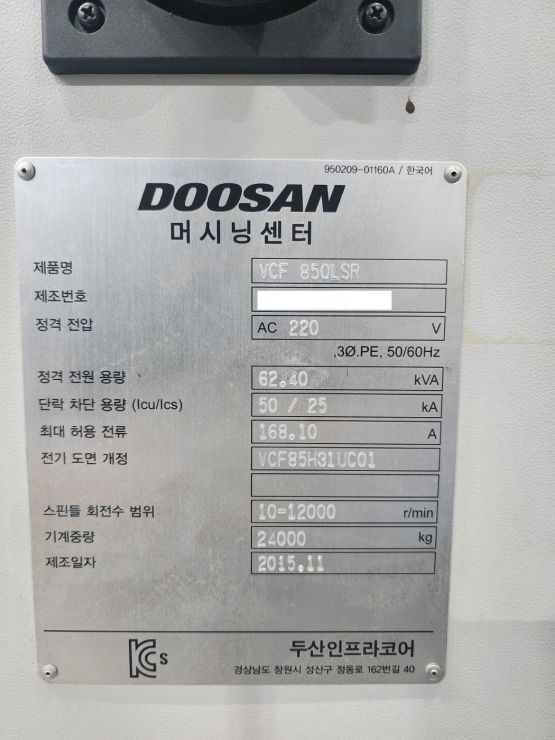 950209-01160A / 한국어
DOOSAN
머시닝센터
제품명 VCF 850LSR
제조번호
정격 전압 AC 220 V
,3Ø.PE, 50/60Hz
정격 전원 용량 62.40 kVA
단락 차단 용량 (Icu/Ics) 50 / 25 kA
최대 허용 전류 168.10 A
전기 도면 개정 VCF85H31UC01
스핀들 회전수 범위 10-12000 r/min
기계중량 24000 kg
제조일자 2015.11
KC s 두산인프라코어
경상남도 창원시 성산구 정동로 162번길 40